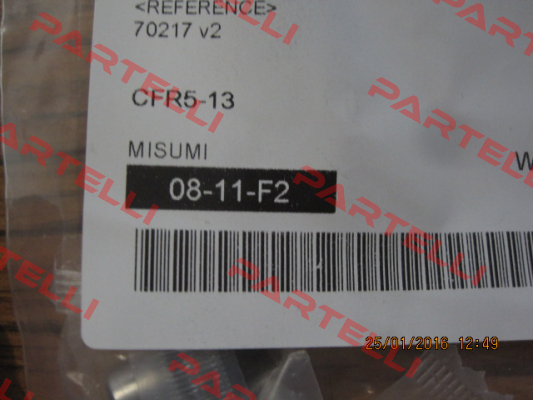 <REFERENCE>
70217 v2
CFR5-13
MISUMI
W
08-11-F2
25/01/2016 12:49
PARTELLI
PARTELLI
PARTELLI
PARTELLI
PARTELLI